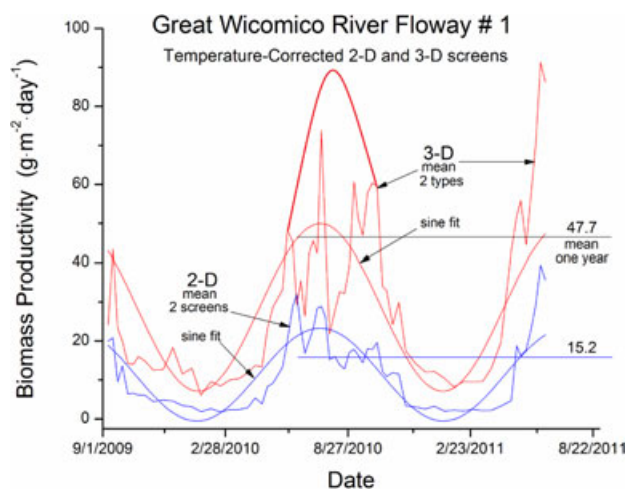 Great Wicomico River Floway # 1
Temperature-Corrected 2-D and 3-D screens
Biomass Productivity (g·m⁻²·day⁻¹)
100
80
60
40
20
0
3-D
mean
2 types
sine fit
47.7
mean
one year
2-D
mean
2 screens
sine fit
15.2
9/1/2009
2/28/2010
8/27/2010
2/23/2011
8/22/2011
Date